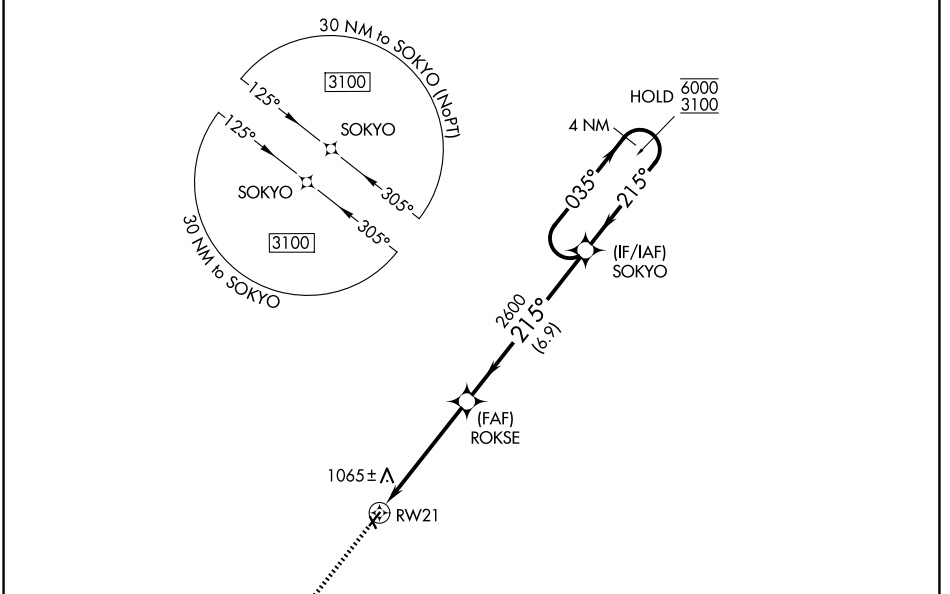 30 NM to SOKYO (NoPT)
3100
125°
SOKYO
305°
125°
SOKYO
305°
3100
30 NM to SOKYO
HOLD 6000
3100
4 NM
035°
215°
(IF/IAF)
SOKYO
2600
215°
(6.9)
(FAF)
ROKSE
1065±
RW21